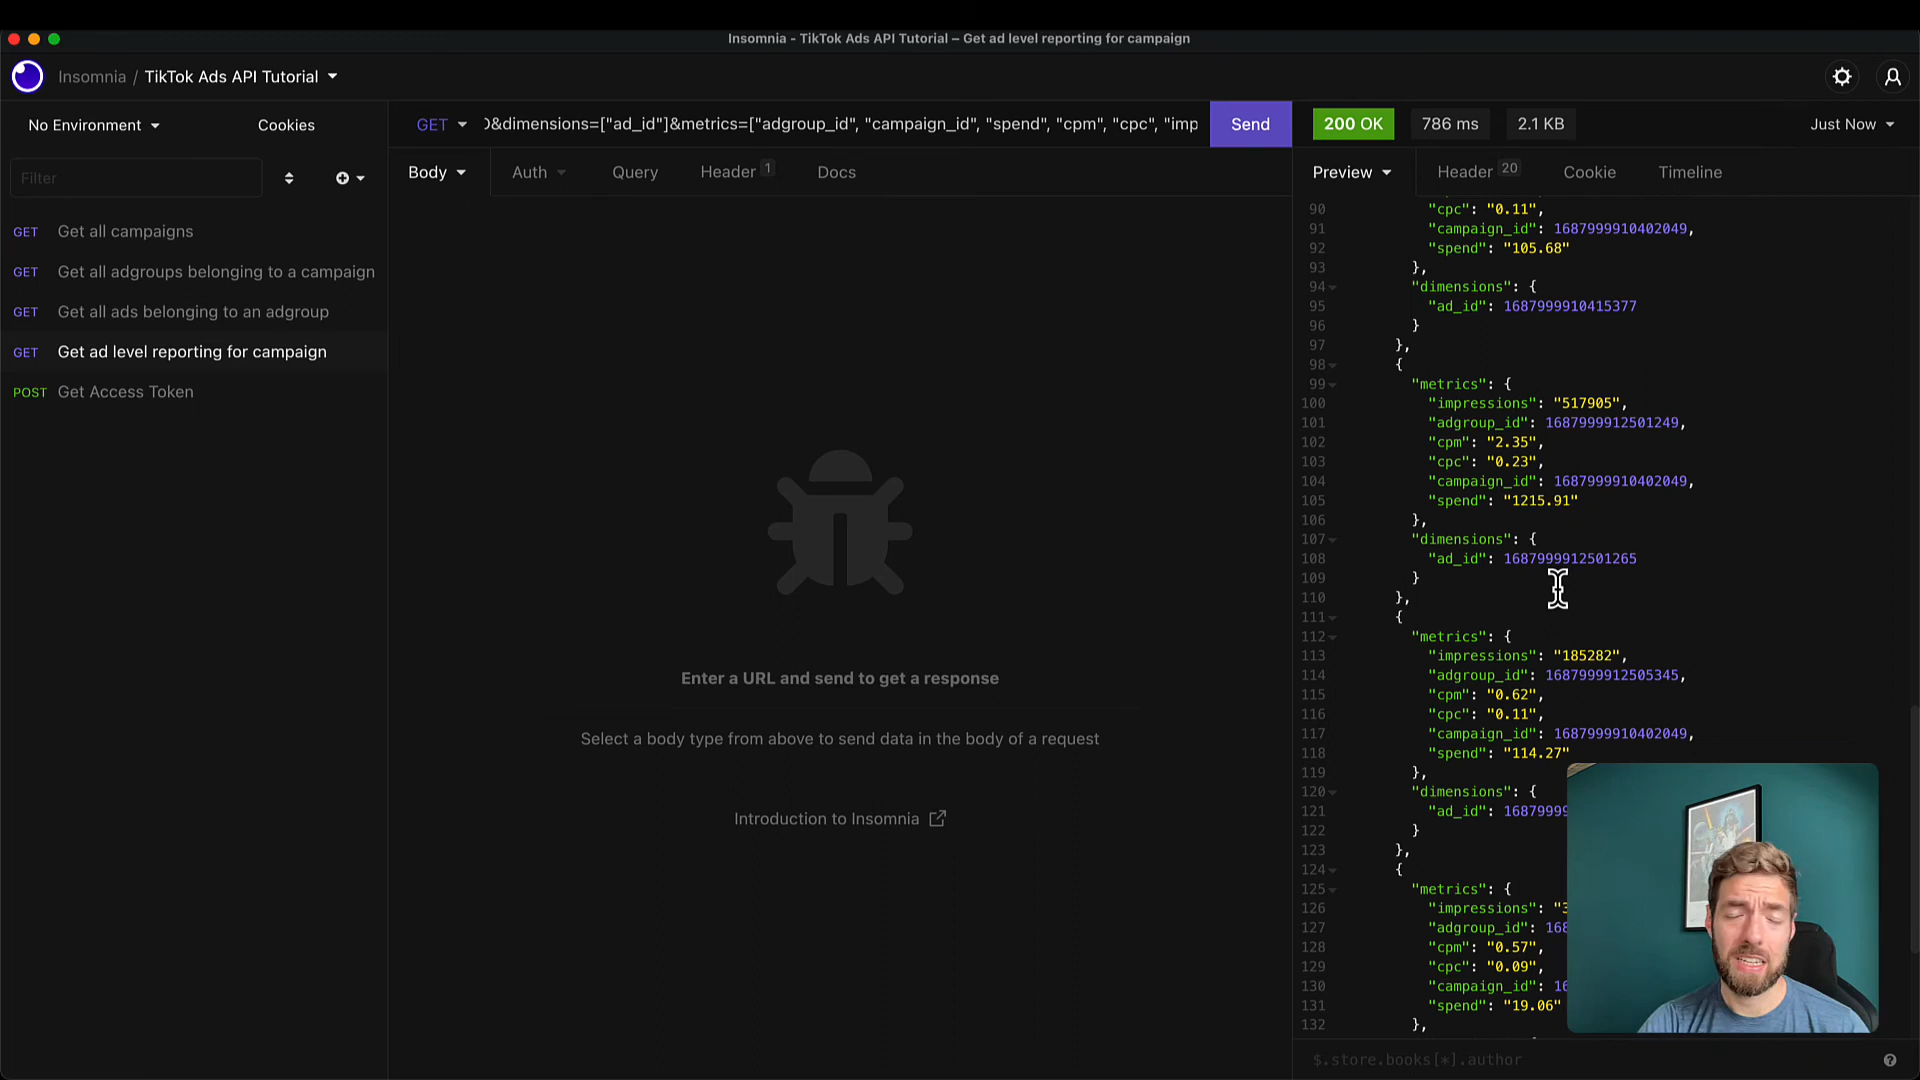 Insomnia - TikTok Ads API Tutorial – Get ad level reporting for campaign
Insomnia / TikTok Ads API Tutorial
No Environment
Cookies
GET
&dimensions=["ad_id"]&metrics=["adgroup_id", "campaign_id", "spend", "cpm", "cpc", "imp
Send
200 OK
786 ms
2.1 KB
Just Now
Filter
Body
Auth
Query
Header 1
Docs
Preview
Header 20
Cookie
Timeline
GET Get all campaigns
GET Get all adgroups belonging to a campaign
GET Get all ads belonging to an adgroup
GET Get ad level reporting for campaign
POST Get Access Token
Enter a URL and send to get a response
Select a body type from above to send data in the body of a request
Introduction to Insomnia
90 "cpc": "0.11",
91 "campaign_id": 1687999910402049,
92 "spend": "105.68"
93 },
94 "dimensions": {
95 "ad_id": 1687999910415377
96 }
97 },
98 {
99 "metrics": {
100 "impressions": "517905",
101 "adgroup_id": 1687999912501249,
102 "cpm": "2.35",
103 "cpc": "0.23",
104 "campaign_id": 1687999910402049,
105 "spend": "1215.91"
106 },
107 "dimensions": {
108 "ad_id": 1687999912501265
109 }
110 },
111 {
112 "metrics": {
113 "impressions": "185282",
114 "adgroup_id": 1687999912505345,
115 "cpm": "0.62",
116 "cpc": "0.11",
117 "campaign_id": 1687999910402049,
118 "spend": "114.27"
119 },
120 "dimensions": {
121 "ad_id": 1687999
122 }
123 },
124 {
125 "metrics": {
126 "impressions": "3
127 "adgroup_id": 168
128 "cpm": "0.57",
129 "cpc": "0.09",
130 "campaign_id": 16
131 "spend": "19.06"
132 },
$.store.books[*].author